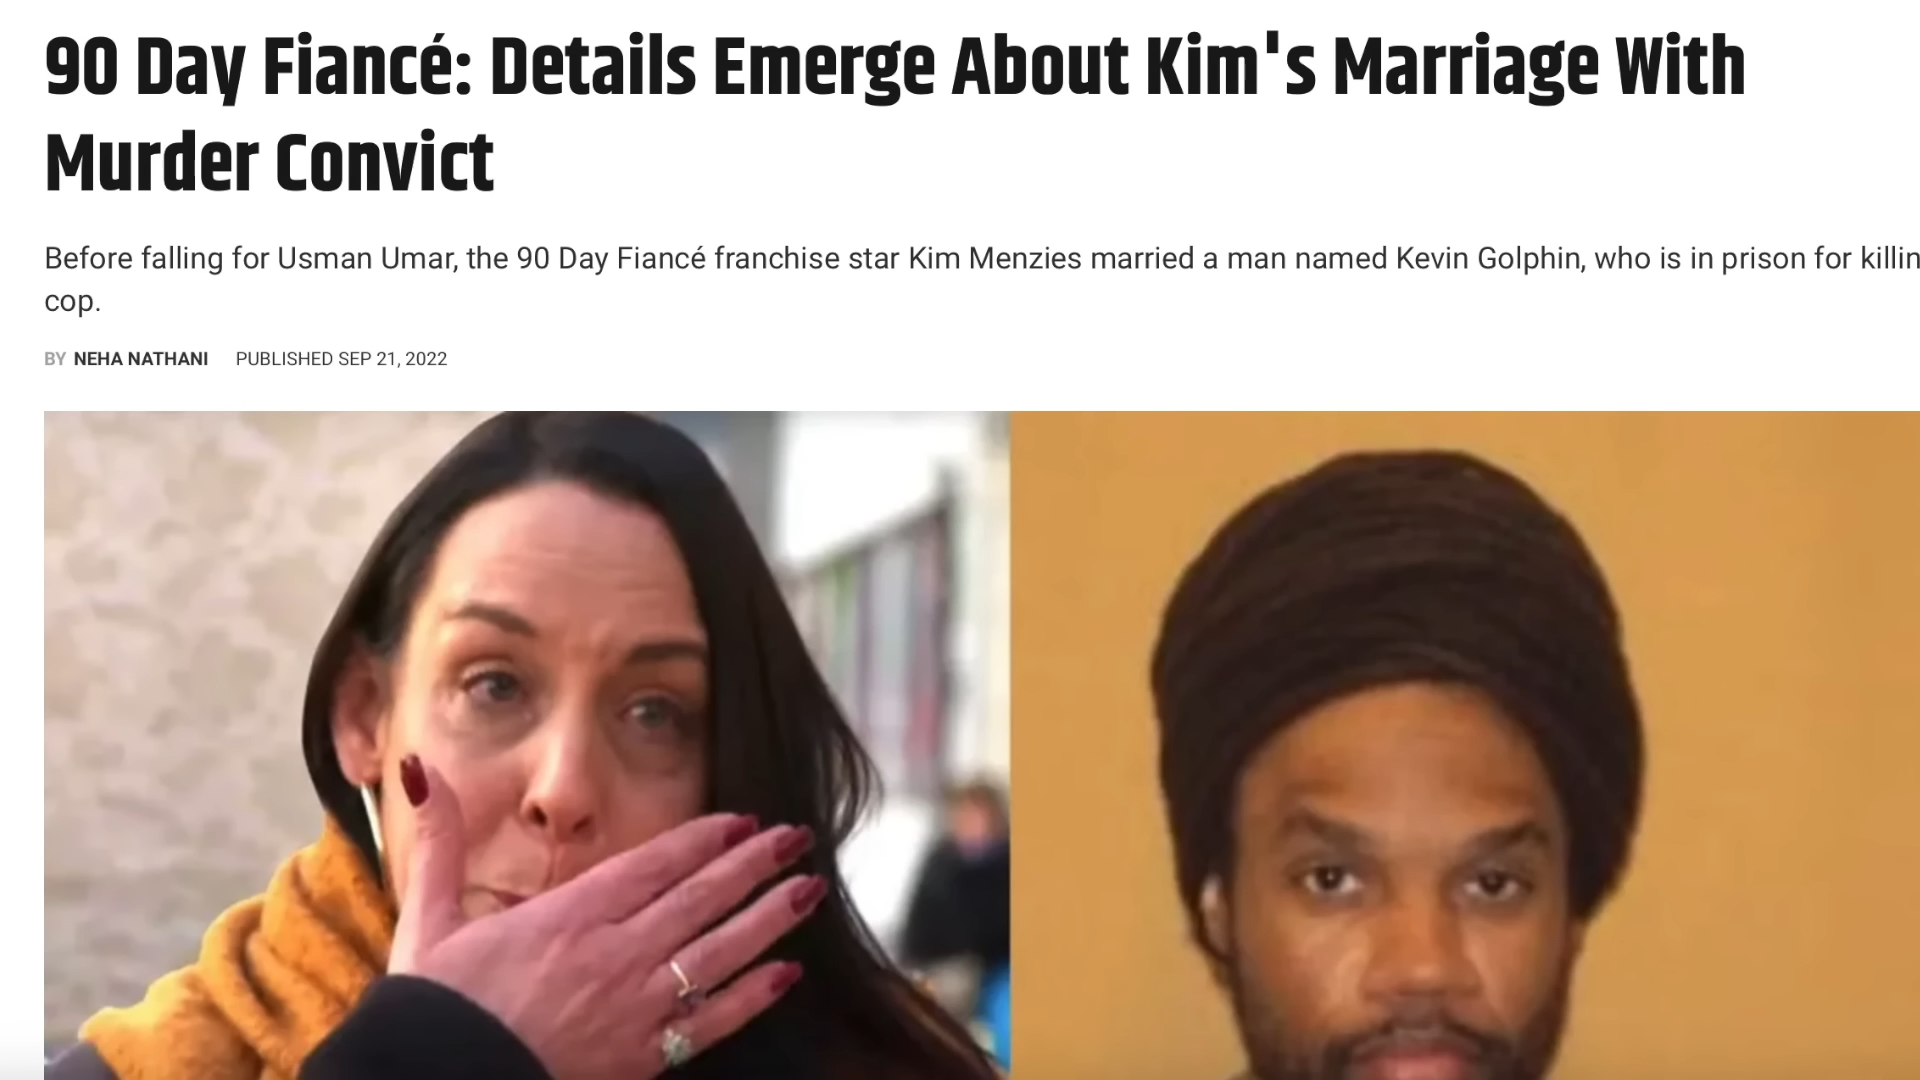 90 Day Fiancé: Details Emerge About Kim's Marriage With
Murder Convict
Before falling for Usman Umar, the 90 Day Fiancé franchise star Kim Menzies married a man named Kevin Golphin, who is in prison for killin
cop.
BY NEHA NATHANI PUBLISHED SEP 21, 2022